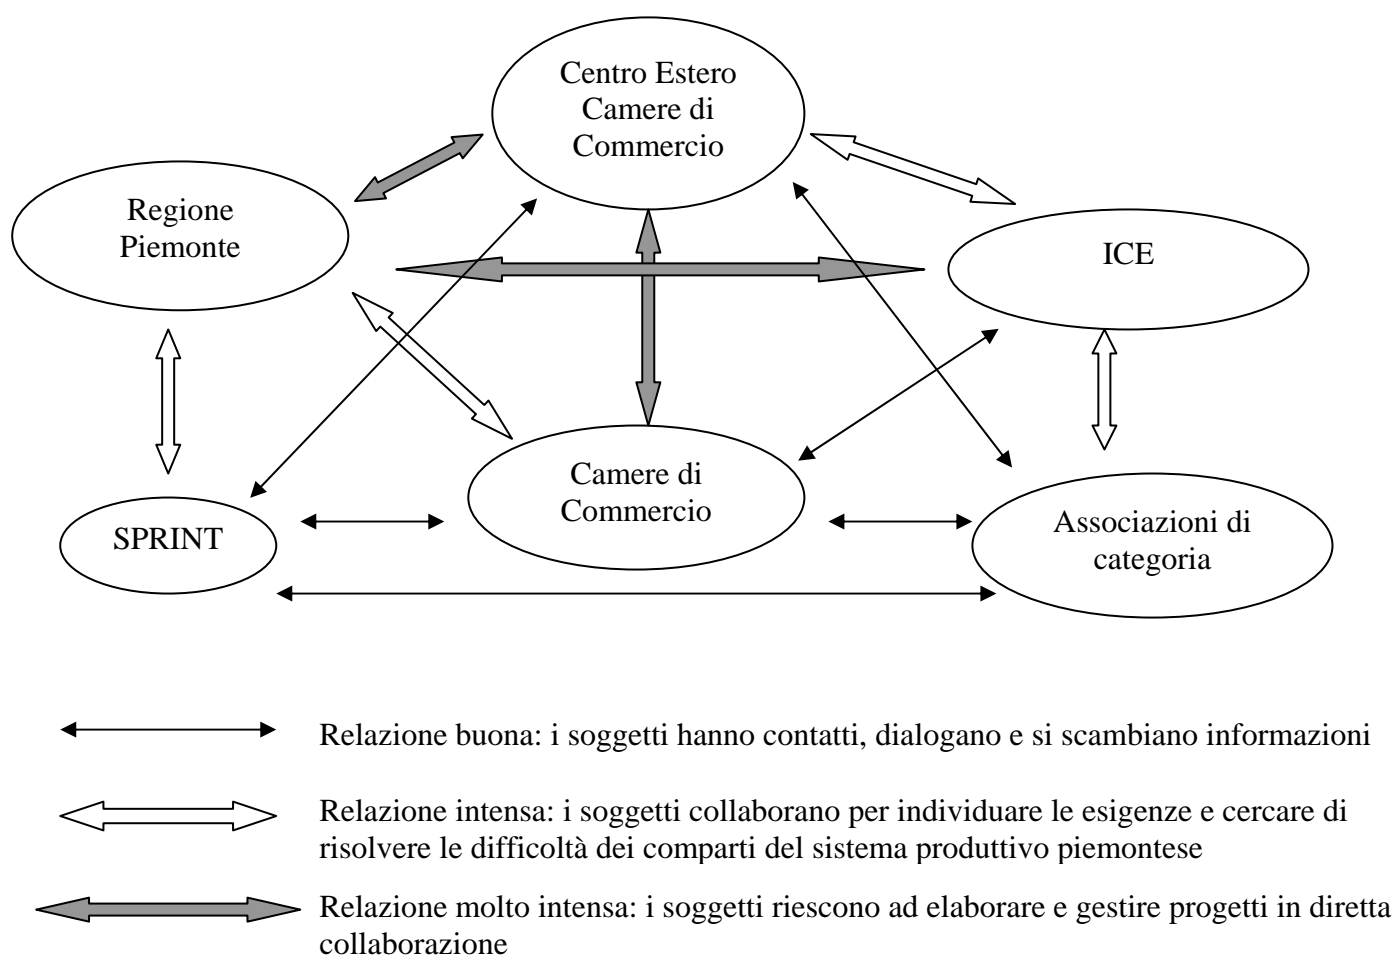 Centro Estero
Camere di
Commercio
Regione
Piemonte
ICE
Camere di
Commercio
SPRINT
Associazioni di
categoria
Relazione buona: i soggetti hanno contatti, dialogano e si scambiano informazioni
Relazione intensa: i soggetti collaborano per individuare le esigenze e cercare di
risolvere le difficoltà dei comparti del sistema produttivo piemontese
Relazione molto intensa: i soggetti riescono ad elaborare e gestire progetti in diretta
collaborazione